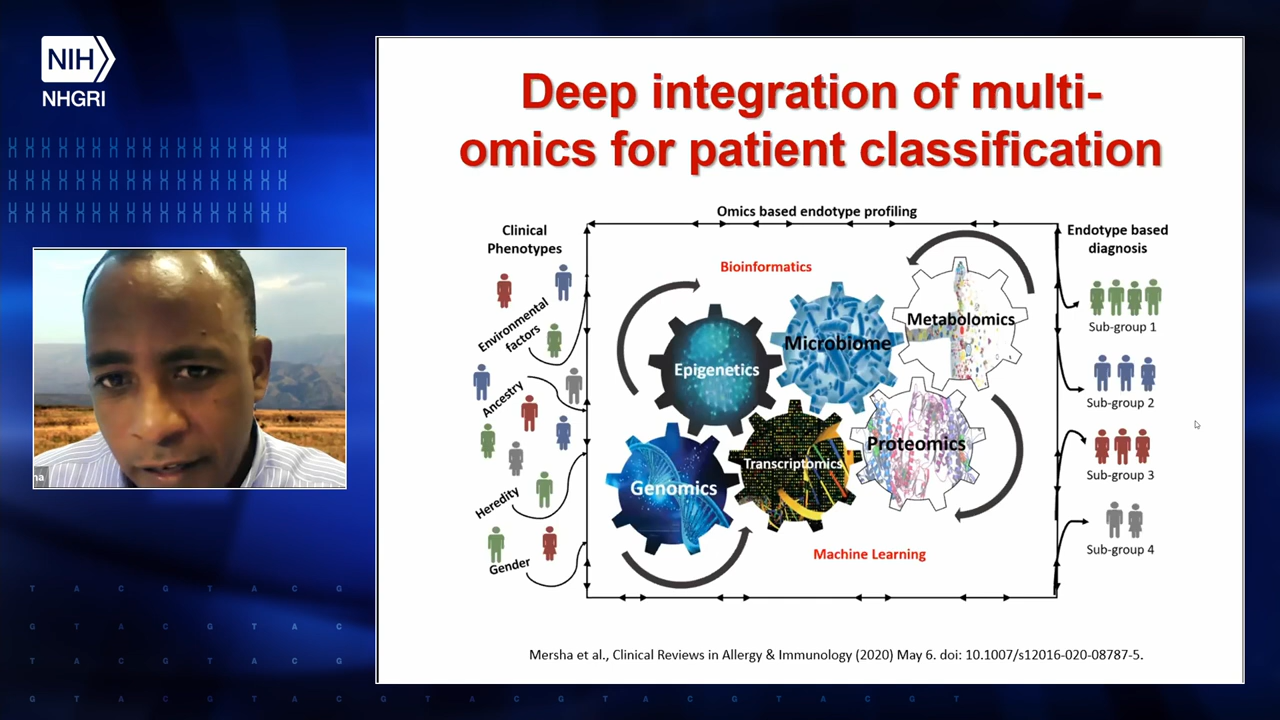 NIH
NHGRI
Deep integration of multi-
omics for patient classification
Omics based endotype profiling
Clinical
Phenotypes
Environmental
factors
Ancestry
Heredity
Gender
Bioinformatics
Epigenetics
Microbiome
Metabolomics
Genomics
Transcriptomics
Proteomics
Machine Learning
Endotype based
diagnosis
Sub-group 1
Sub-group 2
Sub-group 3
Sub-group 4
Mersha et al., Clinical Reviews in Allergy & Immunology (2020) May 6. doi: 10.1007/s12016-020-08787-5.
ha
T A C G T A C G
G T A C G T A C
T A C G T A C G
G T A C G T A C G T A C G T A C G T